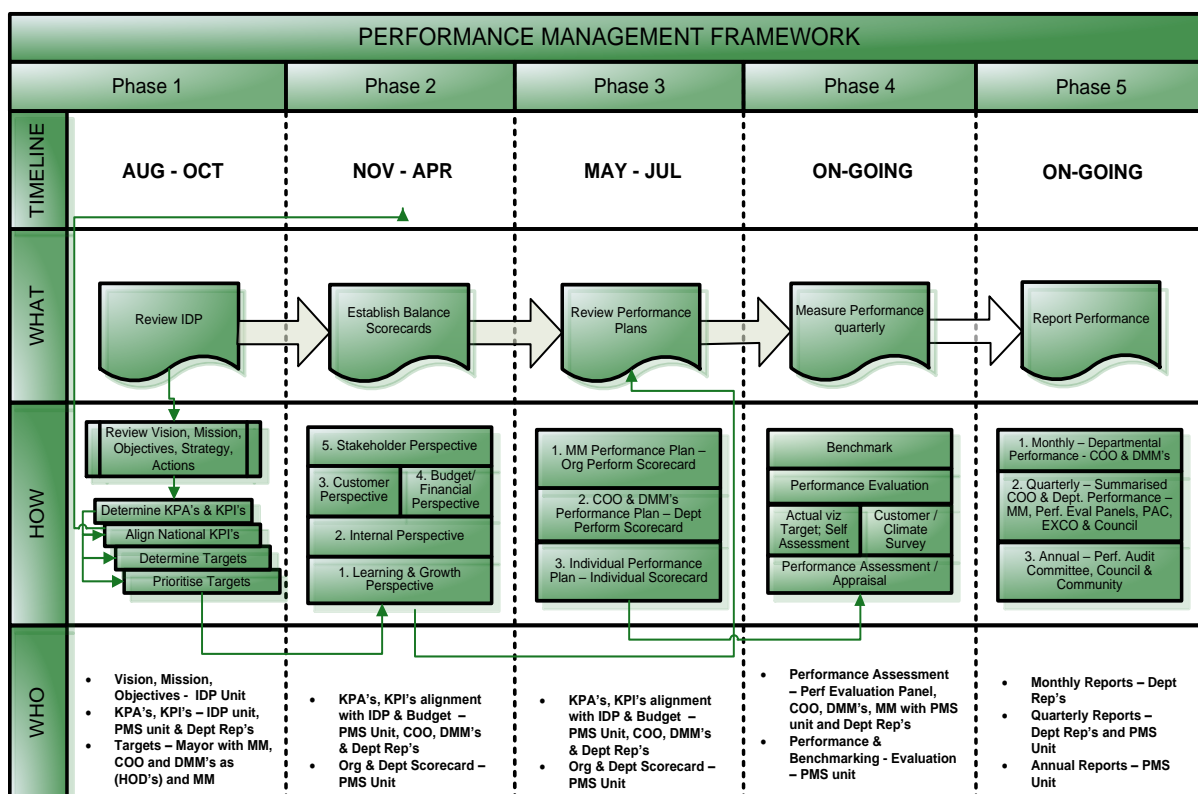 PERFORMANCE MANAGEMENT FRAMEWORK
Phase 1
Phase 2
Phase 3
Phase 4
Phase 5
TIMELINE
AUG - OCT
NOV - APR
MAY - JUL
ON-GOING
ON-GOING
WHAT
Review IDP
Establish Balance
Scorecards
Review Performance
Plans
Measure Performance
quarterly
Report Performance
HOW
Review Vision, Mission,
Objectives, Strategy,
Actions
Determine KPA's & KPI's
Align National KPI's
Determine Targets
Prioritise Targets
5. Stakeholder Perspective
3. Customer
Perspective
4. Budget/
Financial
Perspective
2. Internal Perspective
1. Learning & Growth
Perspective
1. MM Performance Plan –
Org Perform Scorecard
2. COO & DMM's
Performance Plan – Dept
Perform Scorecard
3. Individual Performance
Plan – Individual Scorecard
Benchmark
Performance Evaluation
Actual viz
Target; Self
Assessment
Customer /
Climate
Survey
Performance Assessment /
Appraisal
1. Monthly – Departmental
Performance - COO & DMM's
2. Quarterly – Summarised
COO & Dept. Performance –
MM, Perf. Eval Panels, PAC,
EXCO & Council
3. Annual – Perf. Audit
Committee, Council &
Community
WHO
• Vision, Mission,
Objectives - IDP Unit
• KPA's, KPI's – IDP unit,
PMS unit & Dept Rep's
• Targets – Mayor with MM,
COO and DMM's as
(HOD's) and MM
• KPA's, KPI's alignment
with IDP & Budget –
PMS Unit, COO, DMM's
& Dept Rep's
• Org & Dept Scorecard –
PMS Unit
• KPA's, KPI's alignment
with IDP & Budget –
PMS Unit, COO, DMM's
& Dept Rep's
• Org & Dept Scorecard –
PMS Unit
• Performance Assessment
– Perf Evaluation Panel,
COO, DMM's, MM with PMS
unit and Dept Rep's
• Performance &
Benchmarking - Evaluation
– PMS unit
• Monthly Reports – Dept
Rep's
• Quarterly Reports –
Dept Rep's and PMS
Unit
• Annual Reports – PMS
Unit